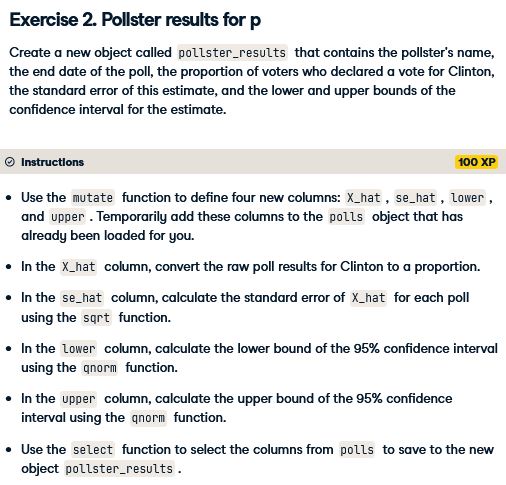 Exercise 2. Pollster results for p
Create a new object called pollster_results that contains the pollster's name,
the end date of the poll, the proportion of voters who declared a vote for Clinton,
the standard error of this estimate, and the lower and upper bounds of the
confidence interval for the estimate.
Instructions 100 XP
• Use the mutate function to define four new columns: X_hat , se_hat , lower ,
and upper . Temporarily add these columns to the polls object that has
already been loaded for you.
• In the X_hat column, convert the raw poll results for Clinton to a proportion.
• In the se_hat column, calculate the standard error of X_hat for each poll
using the sqrt function.
• In the lower column, calculate the lower bound of the 95% confidence interval
using the qnorm function.
• In the upper column, calculate the upper bound of the 95% confidence
interval using the qnorm function.
• Use the select function to select the columns from polls to save to the new
object pollster_results .